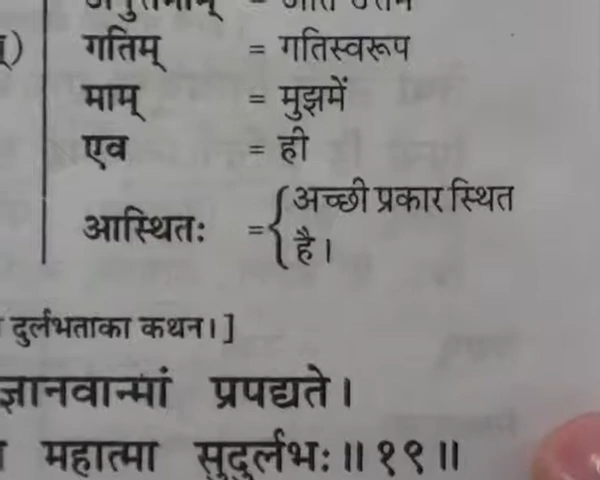 गतिम् = गतिस्वरूप
माम् = मुझमें
एव = ही
आस्थितः = अच्छी प्रकार स्थित
है।
दुर्लभताका कथन।]
ज्ञानवान्मां प्रपद्यते।
महात्मा सुदुर्लभः॥१९॥